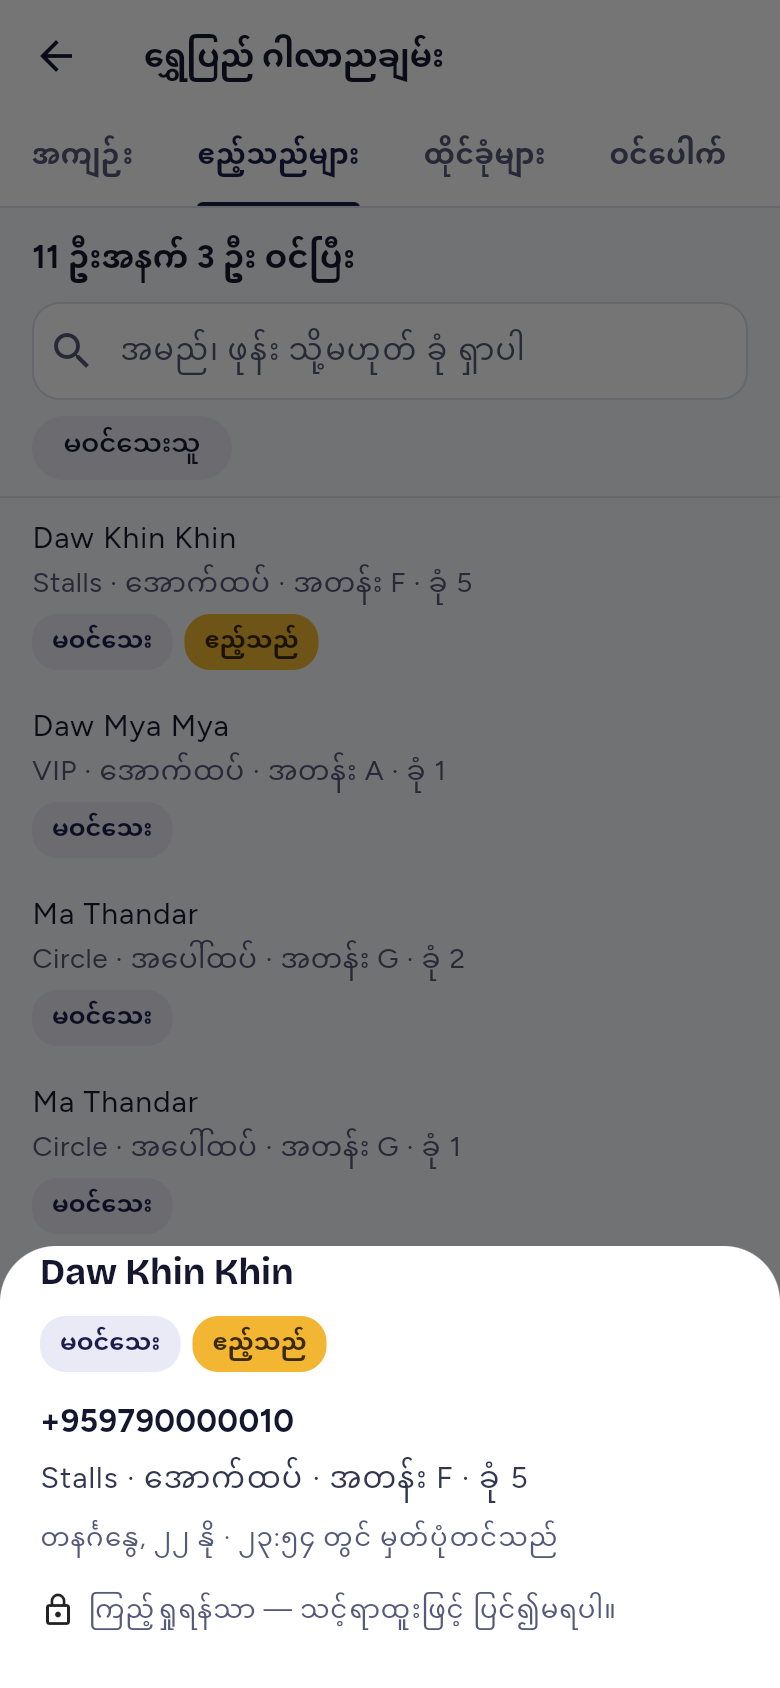 ရွှေပြည် ဂါလာညချမ်း
အကျဉ်း ဧည့်သည်များ ထိုင်ခုံများ ဝင်ပေါက်
11 ဦးအနက် 3 ဦး ဝင်ပြီး
အမည်၊ ဖုန်း သို့မဟုတ် ခုံ ရှာပါ
မဝင်သေးသူ
Daw Khin Khin
Stalls · အောက်ထပ် · အတန်း F · ခုံ 5
မဝင်သေး ဧည့်သည်
Daw Mya Mya
VIP · အောက်ထပ် · အတန်း A · ခုံ 1
မဝင်သေး
Ma Thandar
Circle · အပေါ်ထပ် · အတန်း G · ခုံ 2
မဝင်သေး
Ma Thandar
Circle · အပေါ်ထပ် · အတန်း G · ခုံ 1
မဝင်သေး
Daw Khin Khin
မဝင်သေး ဧည့်သည်
+959790000010
Stalls · အောက်ထပ် · အတန်း F · ခုံ 5
တနင်္ဂနွေ, ၂၂ နို · ၂၃:၅၄ တွင် မှတ်ပုံတင်သည်
ကြည့်ရှုရန်သာ — သင့်ရာထူးဖြင့် ပြင်၍မရပါ။